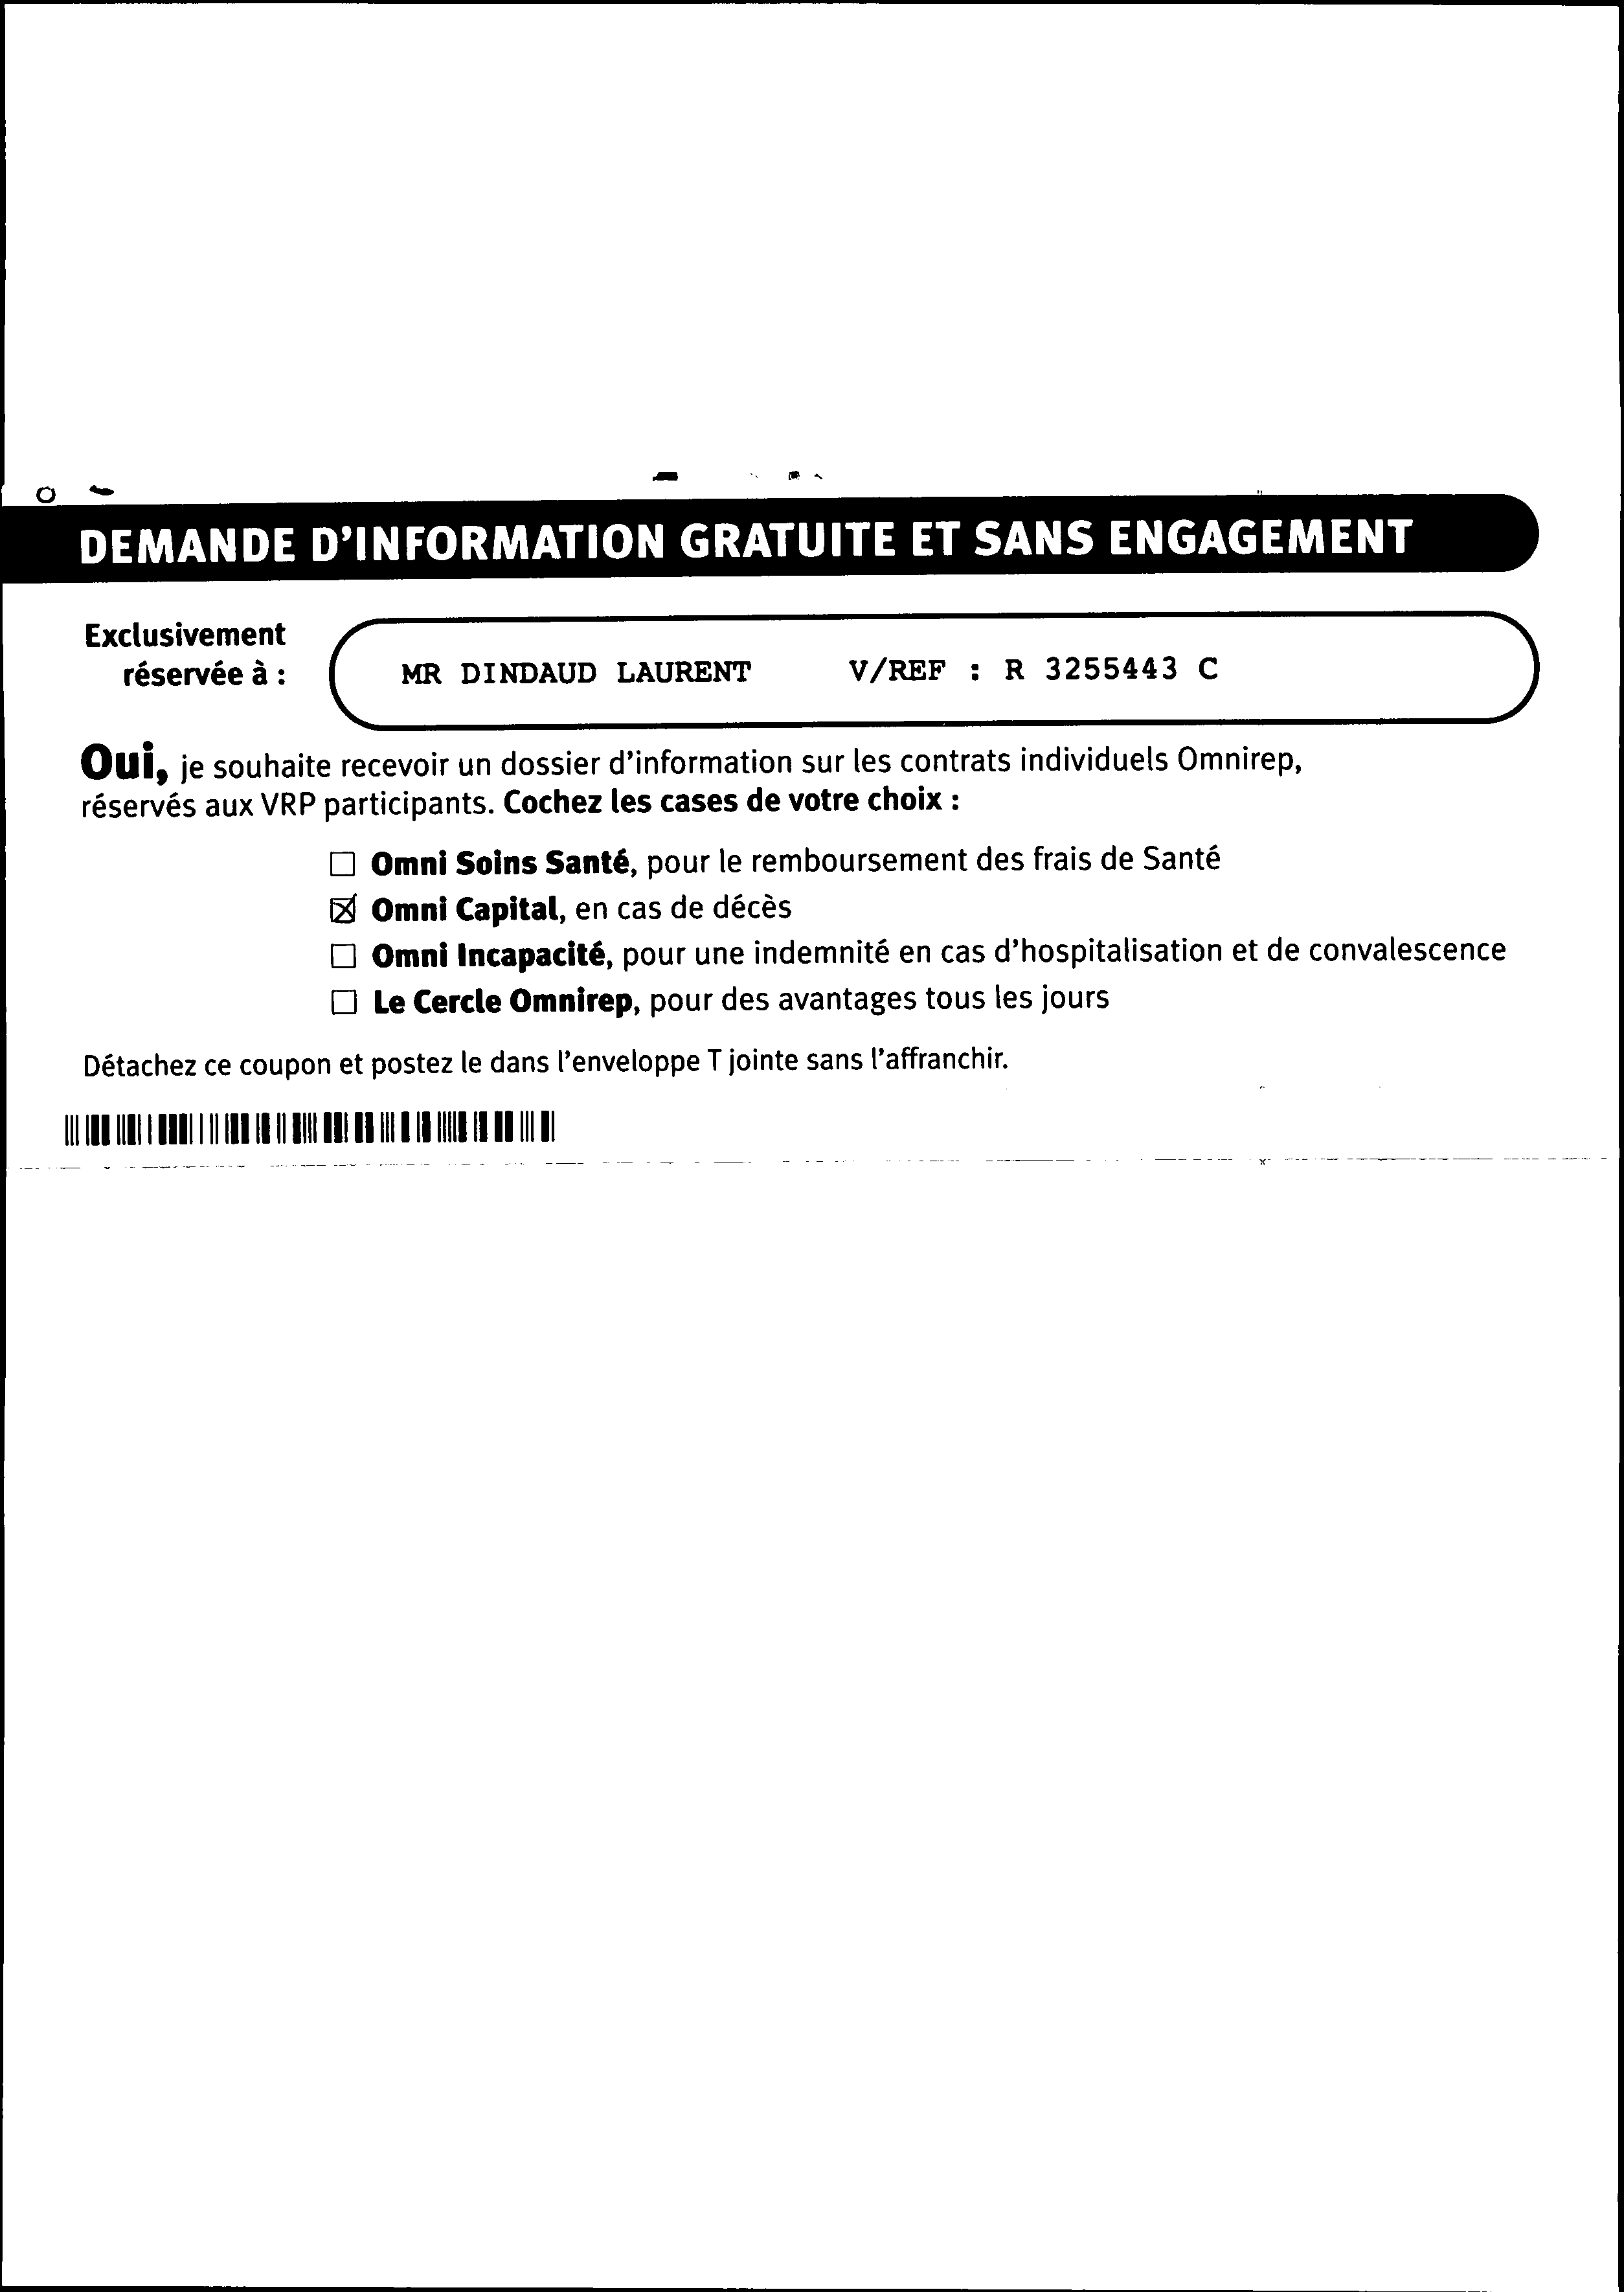 DEMANDE D'INFORMATION GRATUITE ET SANS ENGAGEMENT
Exclusivement
réservée à :
MR DINDAUD LAURENT V/REF : R 3255443 C
Oui, je souhaite recevoir un dossier d'information sur les contrats individuels Omnirep,
réservés aux VRP participants. Cochez les cases de votre choix :
☐ Omni Soins Santé, pour le remboursement des frais de Santé
☒ Omni Capital, en cas de décès
☐ Omni Incapacité, pour une indemnité en cas d'hospitalisation et de convalescence
☐ Le Cercle Omnirep, pour des avantages tous les jours
Détachez ce coupon et postez le dans l'enveloppe T jointe sans l'affranchir.